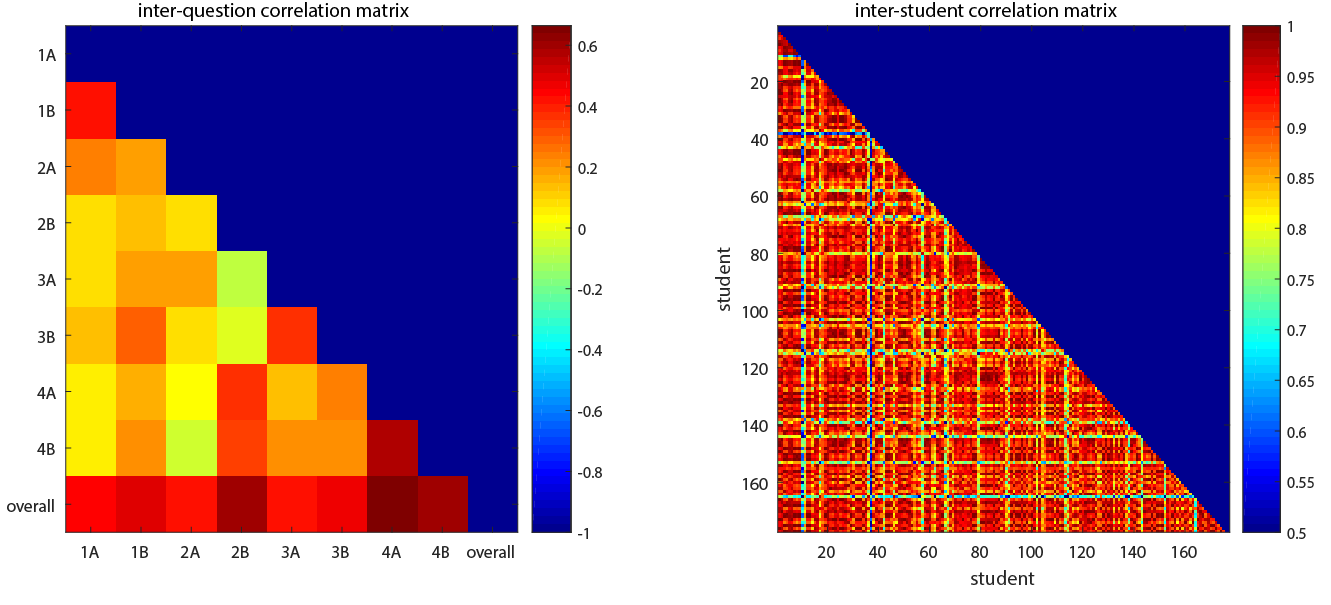 inter-question correlation matrix
1A
1B
2A
2B
3A
3B
4A
4B
overall
1A 1B 2A 2B 3A 3B 4A 4B overall
0.6
0.4
0.2
0
-0.2
-0.4
-0.6
-0.8
-1
inter-student correlation matrix
student
20
40
60
80
100
120
140
160
20 40 60 80 100 120 140 160
student
1
0.95
0.9
0.85
0.8
0.75
0.7
0.65
0.6
0.55
0.5